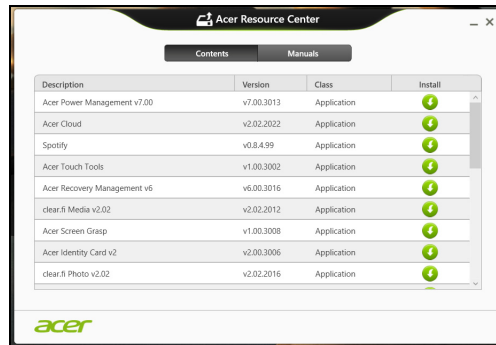 Acer Resource Center
Contents Manuals
Description Version Class Install
Acer Power Management v7.00 v7.00.3013 Application
Acer Cloud v2.02.2022 Application
Spotify v0.8.4.99 Application
Acer Touch Tools v1.00.3002 Application
Acer Recovery Management v6 v6.00.3016 Application
clear.fi Media v2.02 v2.02.2012 Application
Acer Screen Grasp v1.00.3008 Application
Acer Identity Card v2 v2.00.3006 Application
clear.fi Photo v2.02 v2.02.2016 Application
acer